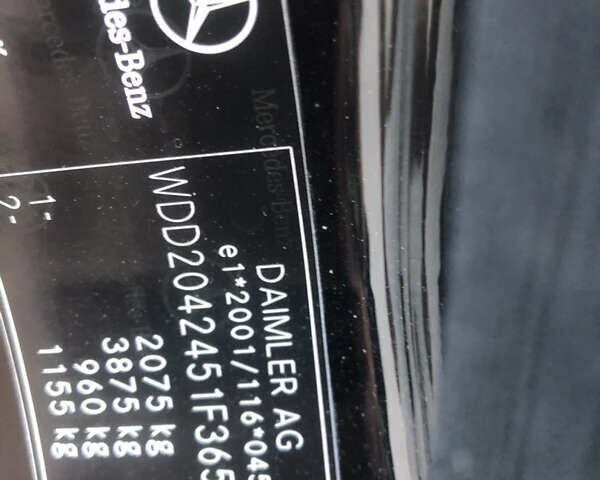 Mercedes-Benz
DAIMLER AG
e1*2001/116*045
WDD2042451F365
2075 kg
3875 kg
1- 960 kg
2- 1155 kg